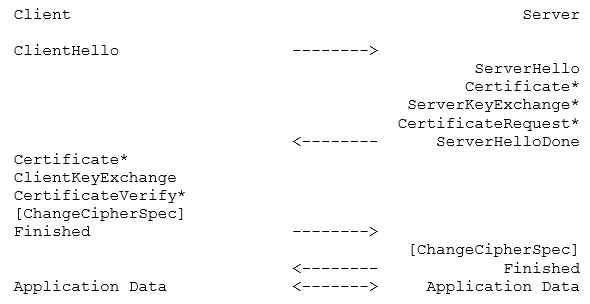 Client Server
ClientHello -------->
ServerHello
Certificate*
ServerKeyExchange*
CertificateRequest*
<-------- ServerHelloDone
Certificate*
ClientKeyExchange
CertificateVerify*
[ChangeCipherSpec]
Finished -------->
[ChangeCipherSpec]
<-------- Finished
Application Data <-------> Application Data